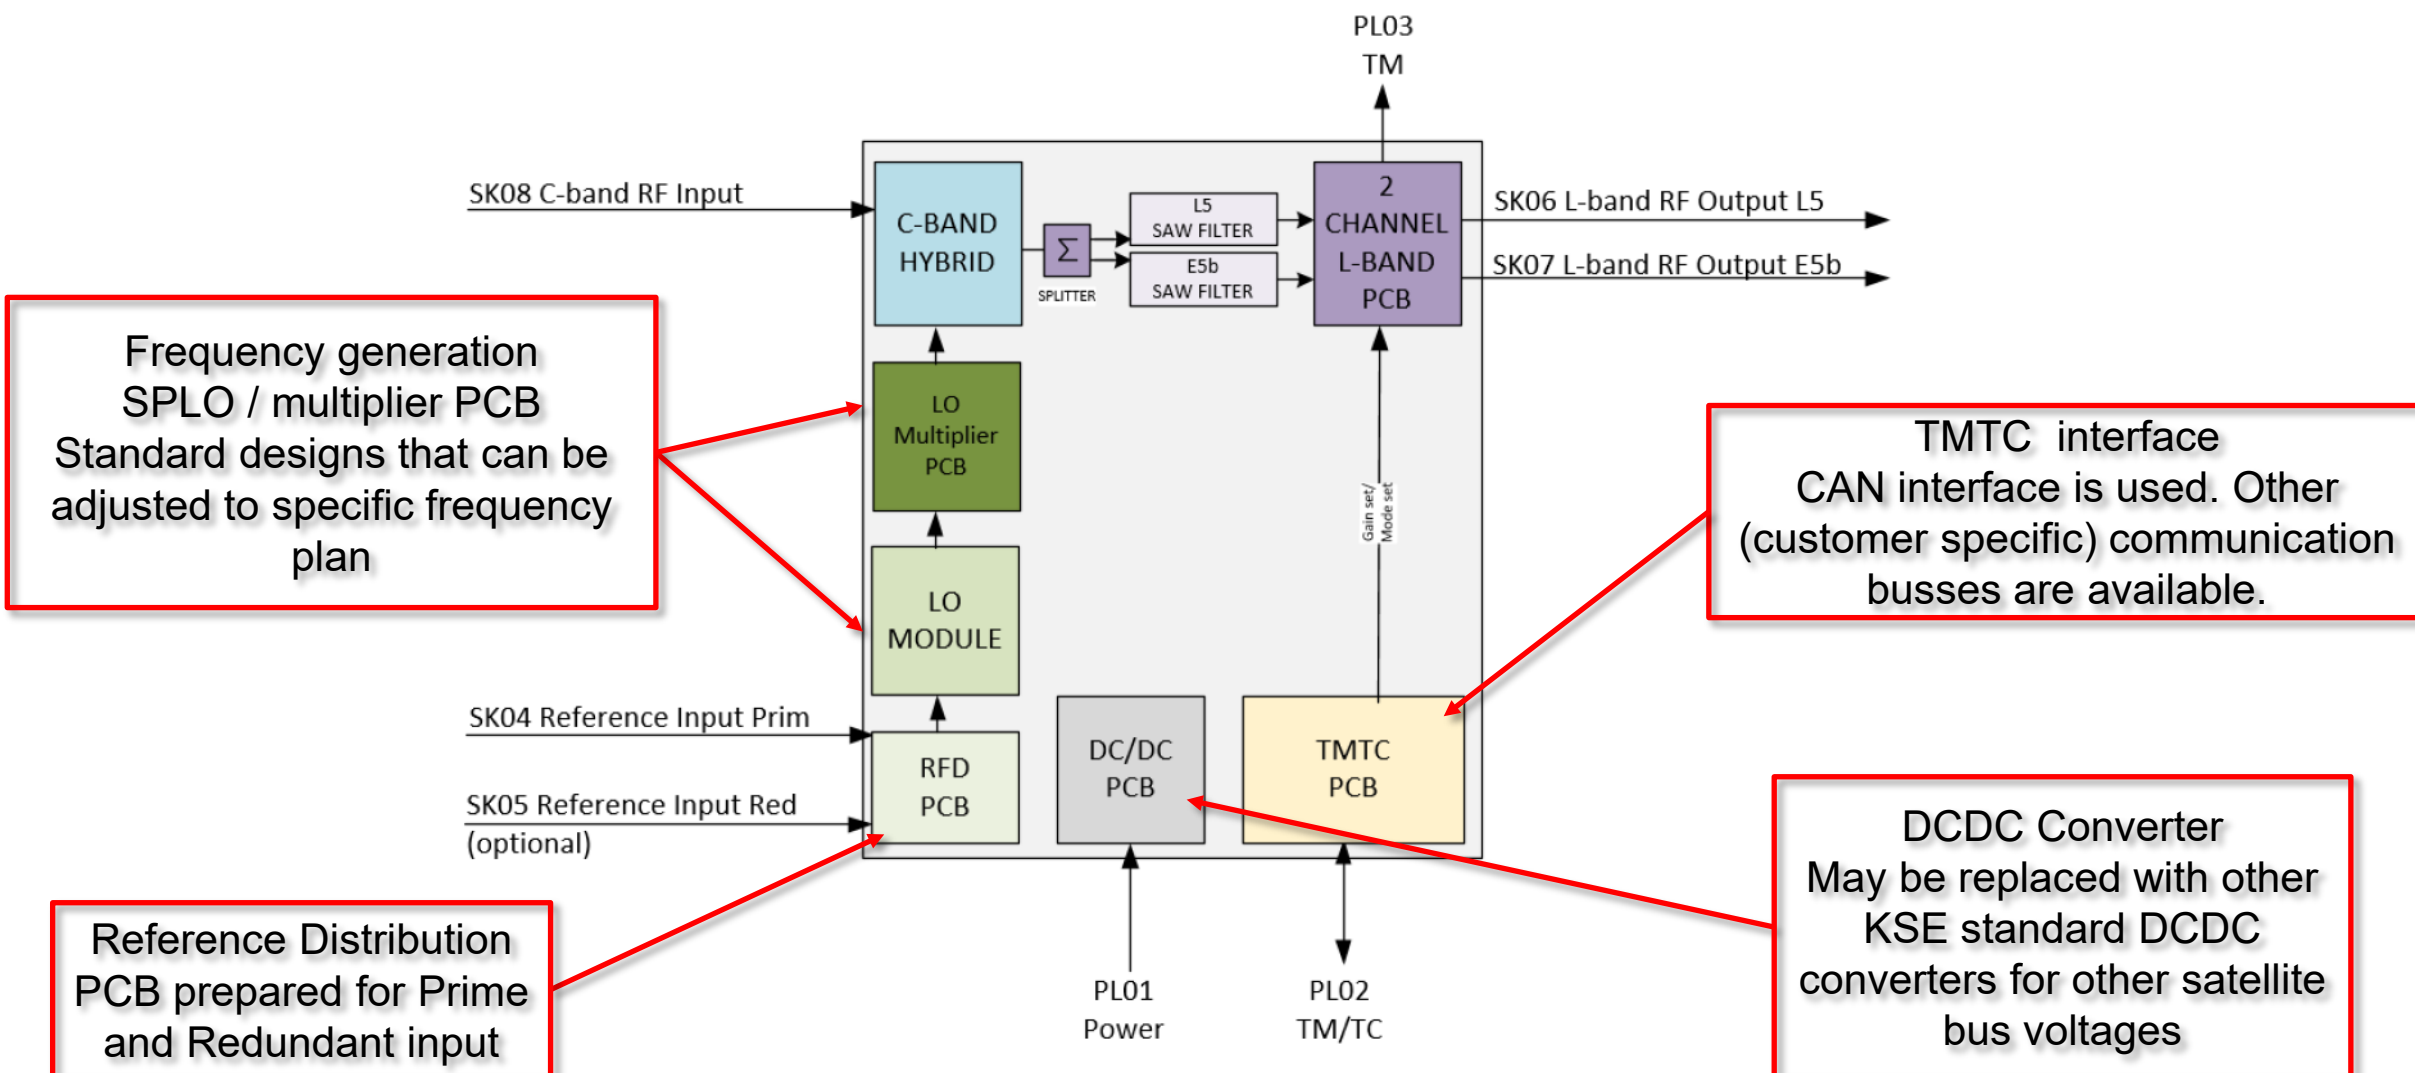 PL03
TM
SK08 C-band RF Input
C-BAND
HYBRID
Σ
SPLITTER
L5
SAW FILTER
E5b
SAW FILTER
2
CHANNEL
L-BAND
PCB
SK06 L-band RF Output L5
SK07 L-band RF Output E5b
Frequency generation
SPLO / multiplier PCB
Standard designs that can be
adjusted to specific frequency
plan
LO
Multiplier
PCB
Gain set/
Mode set
TMTC  interface
CAN interface is used. Other
(customer specific) communication
busses are available.
LO
MODULE
SK04 Reference Input Prim
SK05 Reference Input Red
(optional)
RFD
PCB
DC/DC
PCB
TMTC
PCB
Reference Distribution
PCB prepared for Prime
and Redundant input
PL01
Power
PL02
TM/TC
DCDC Converter
May be replaced with other
KSE standard DCDC
converters for other satellite
bus voltages